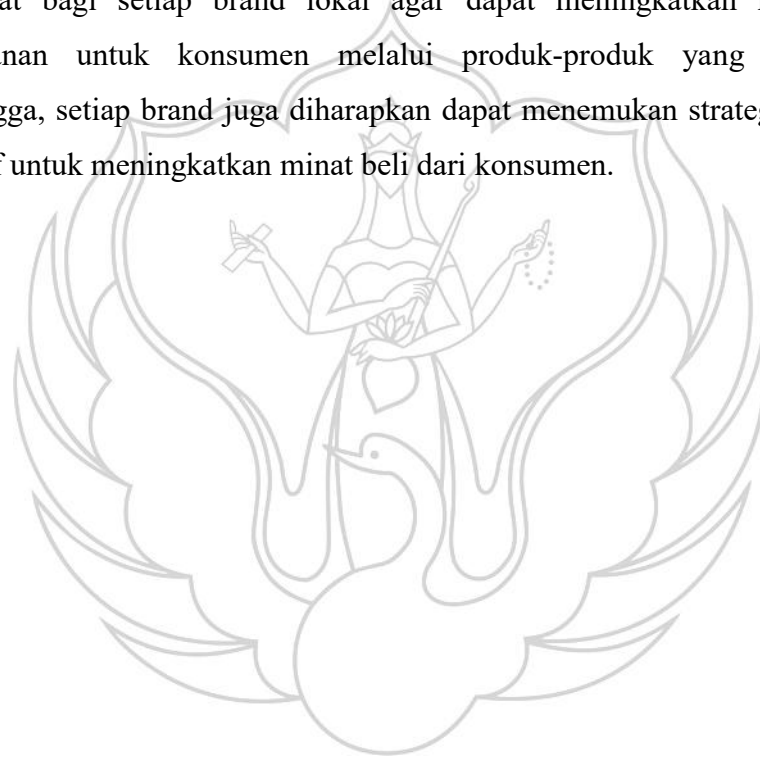 bagi setiap brand lokal agar dapat meningkatkan
untuk konsumen melalui produk-produk yang
setiap brand juga diharapkan dapat menemukan
untuk meningkatkan minat beli dari konsumen.